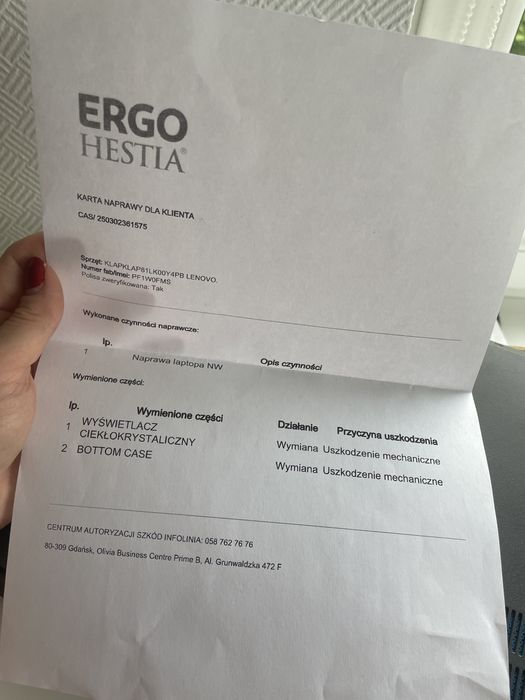 ERGO
HESTIA®
KARTA NAPRAWY DLA KLIENTA
CAS/ 250302361575
Sprzęt: KLAPKLAP81LK00Y4PB LENOVO.
Numer fab/imei: PF1W0FMS
Polisa zweryfikowana: Tak
Wykonane czynności naprawcze:
lp. Opis czynności
1 Naprawa laptopa NW
Wymienione części:
lp. Wymienione części Działanie Przyczyna uszkodzenia
1 WYŚWIETLACZ CIEKŁOKRYSTALICZNY Wymiana Uszkodzenie mechaniczne
2 BOTTOM CASE Wymiana Uszkodzenie mechaniczne
CENTRUM AUTORYZACJI SZKÓD INFOLINIA: 058 762 76 76
80-309 Gdańsk, Olivia Business Centre Prime B, Al. Grunwaldzka 472 F